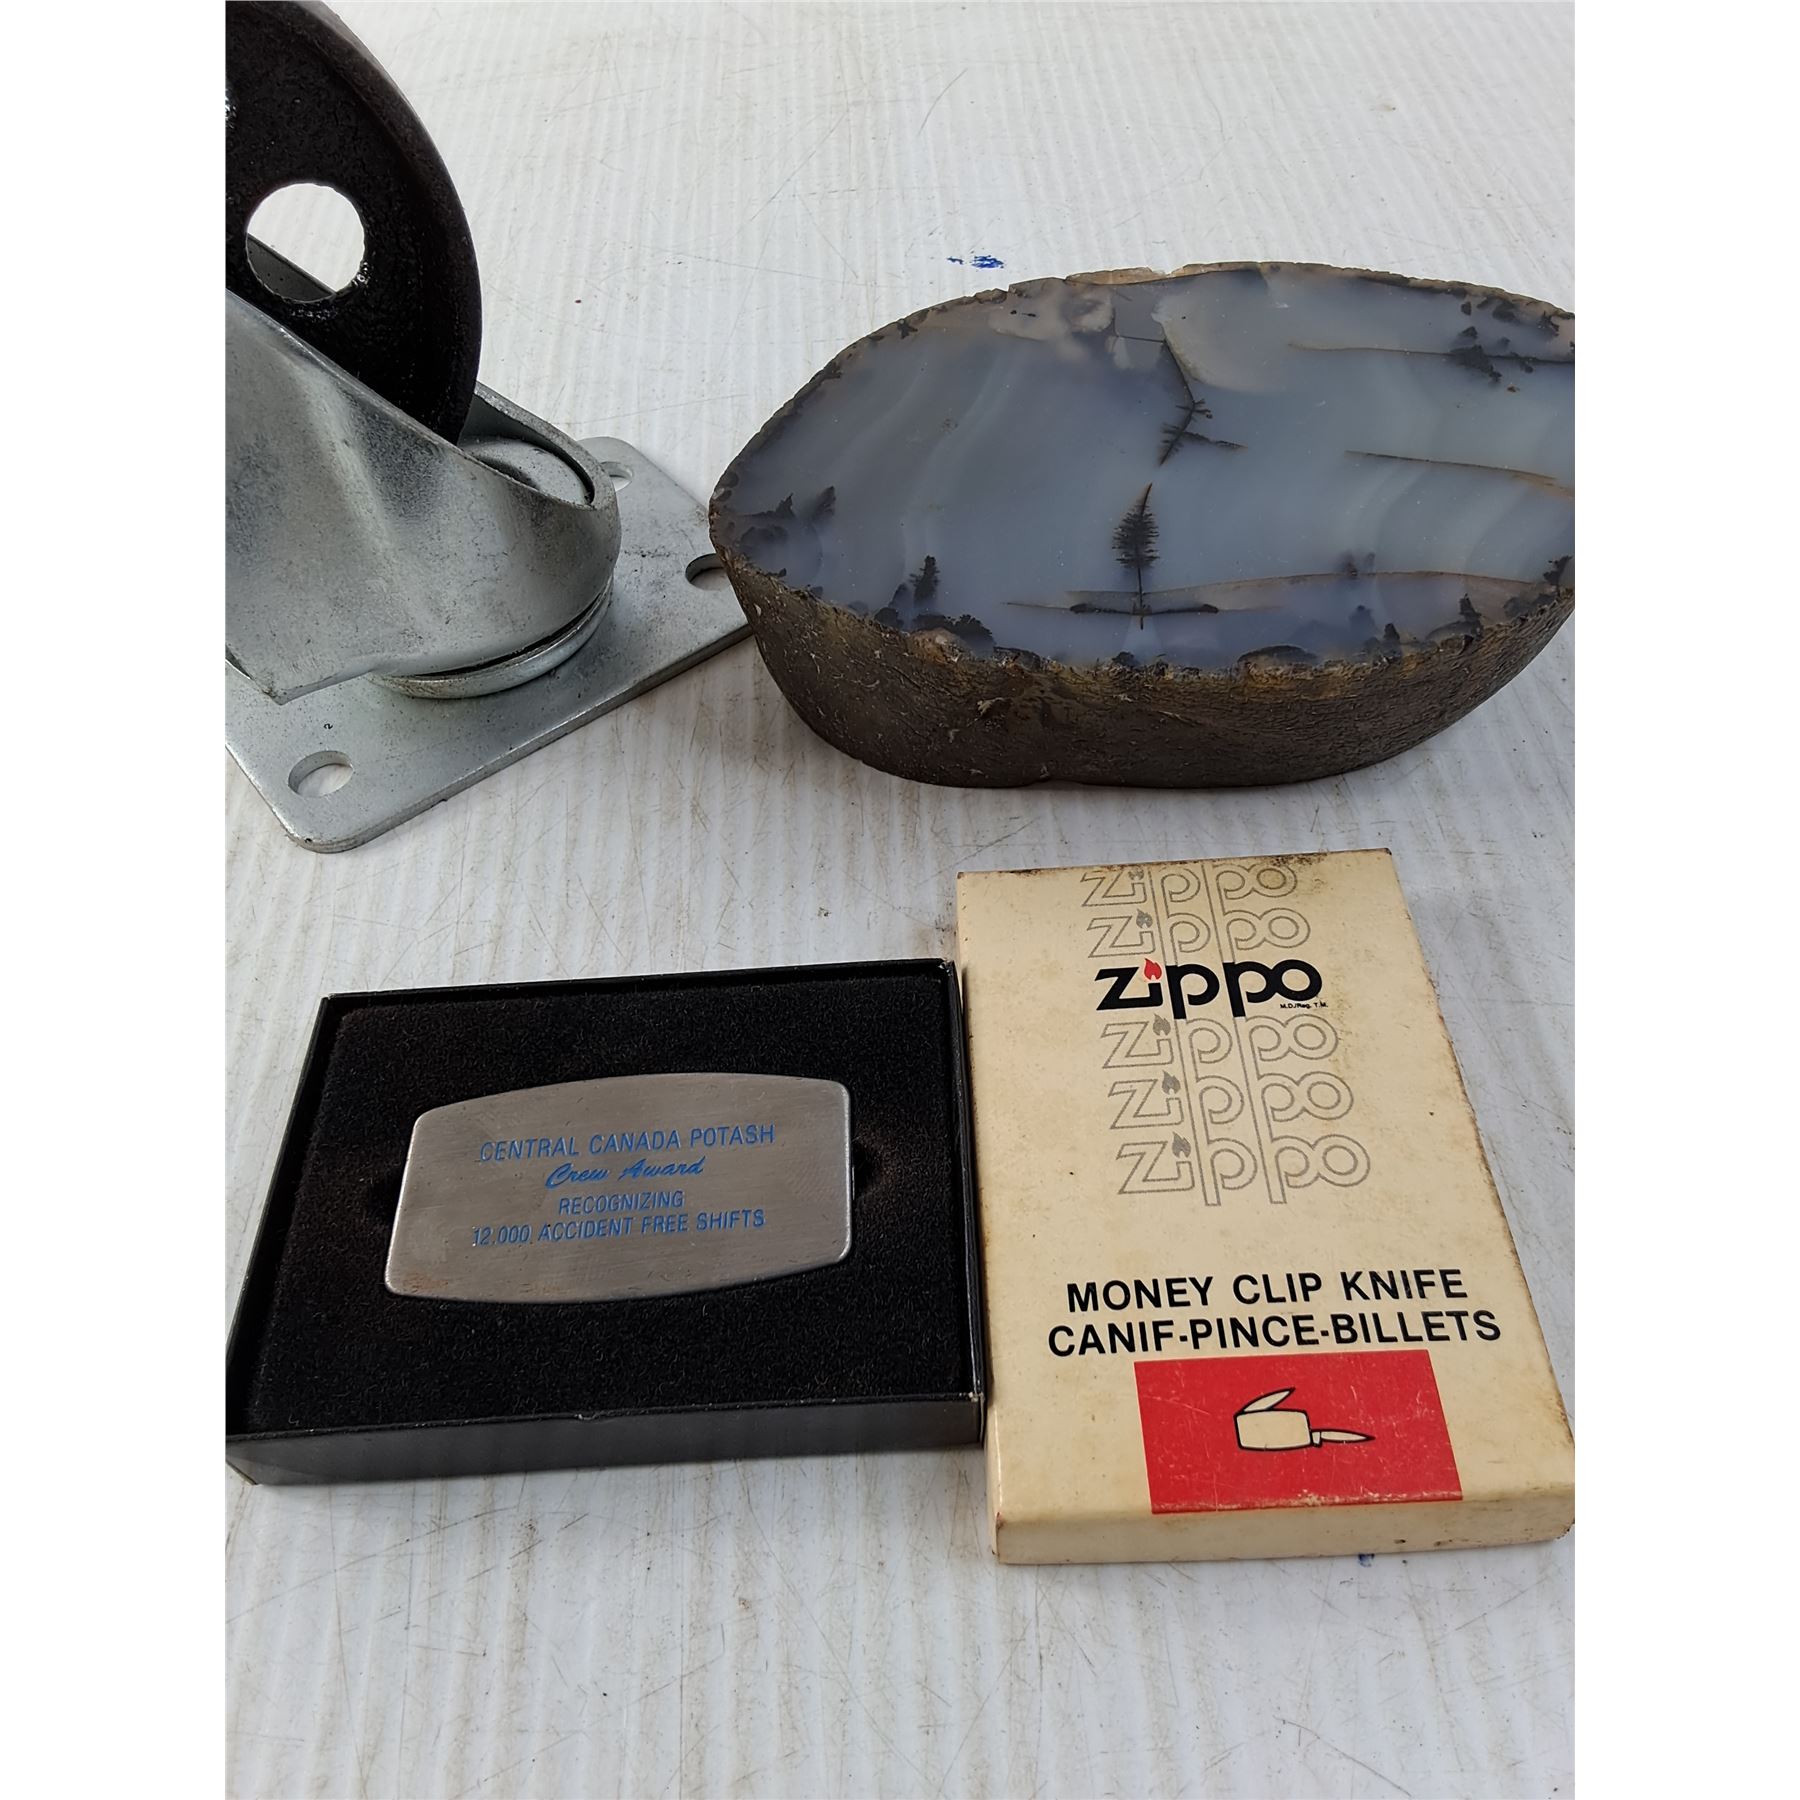 CENTRAL CANADA POTASH
Crew Award
RECOGNIZING
12,000 ACCIDENT FREE SHIFTS
zippo
zippo
zippo
M.D./Reg. T.M.
zippo
zippo
zippo
MONEY CLIP KNIFE
CANIF-PINCE-BILLETS